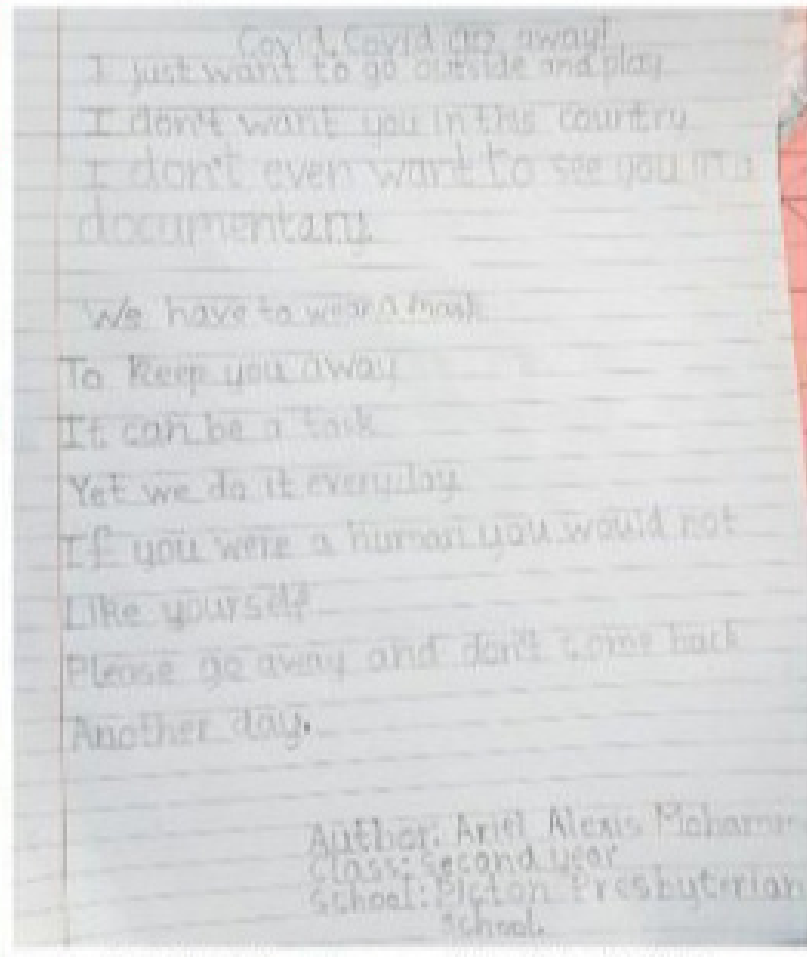 Covid, Covid go away!
I just want to go outside and play
I don't want you in this country
I don't even want to see you in a
documentary
We have to wear a mask
To keep you away
It can be a task
Yet we do it everyday
If you were a human you would not
Like yourself
Please go away and don't come back
Another day.
Author: Ariel Alexis Mohamm
Class: Second year
School: Picton Presbyterian
School.